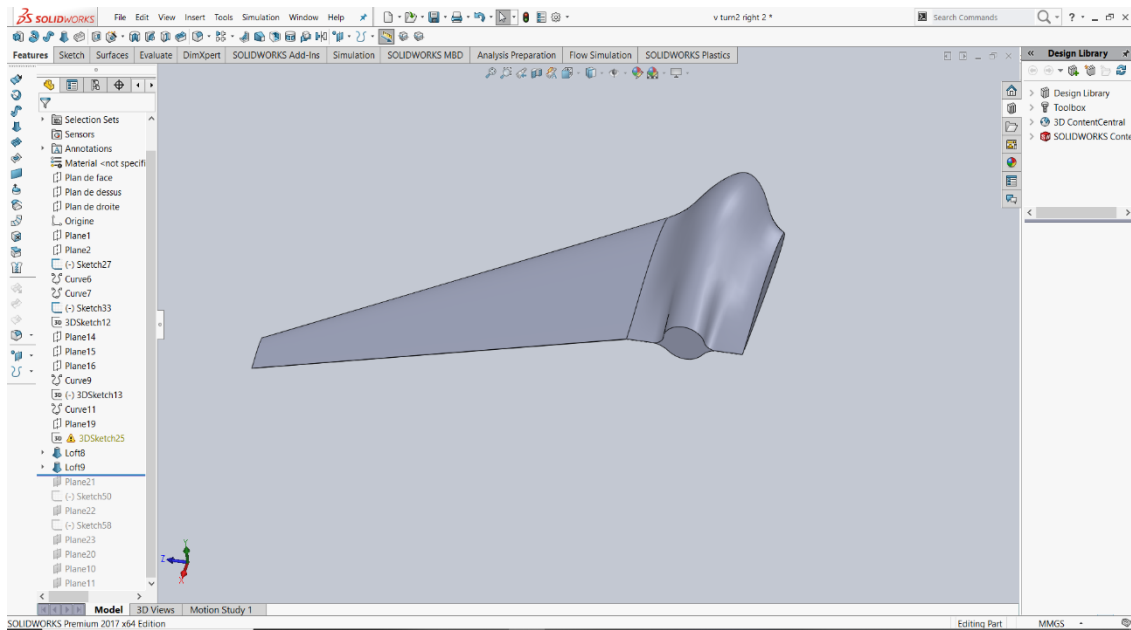 SOLIDWORKS File Edit View Insert Tools Simulation Window Help v turn2 right 2 * Search Commands
Features Sketch Surfaces Evaluate DimXpert SOLIDWORKS Add-Ins Simulation SOLIDWORKS MBD Analysis Preparation Flow Simulation SOLIDWORKS Plastics
Design Library
Design Library
Toolbox
3D ContentCentral
SOLIDWORKS Conte
Selection Sets
Sensors
Annotations
Material <not specifi
Plan de face
Plan de dessus
Plan de droite
Origine
Plane1
Plane2
(-) Sketch27
Curve6
Curve7
(-) Sketch33
3DSketch12
Plane14
Plane15
Plane16
Curve9
(-) 3DSketch13
Curve11
Plane19
3DSketch25
Loft8
Loft9
Plane21
(-) Sketch50
Plane22
(-) Sketch58
Plane23
Plane20
Plane10
Plane11
Y
Z
X
Model 3D Views Motion Study 1
SOLIDWORKS Premium 2017 x64 Edition Editing Part MMGS